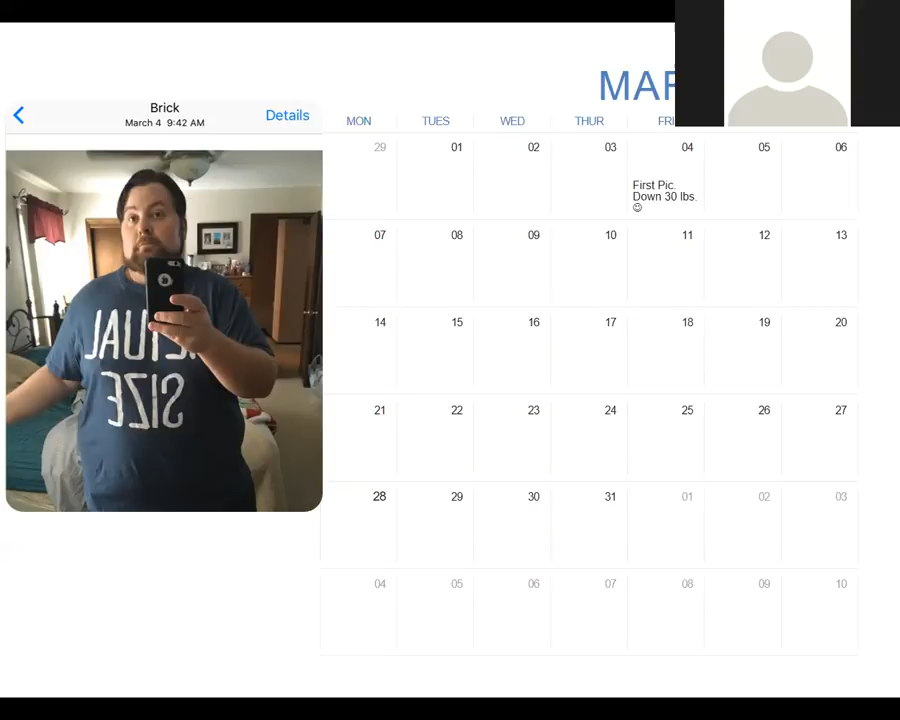 Brick
March 4 9:42 AM
Details
ACTUAL
SIZE
MAR
MON TUES WED THUR FRI
29 01 02 03 04 05 06
First Pic.
Down 30 lbs.
☺
07 08 09 10 11 12 13
14 15 16 17 18 19 20
21 22 23 24 25 26 27
28 29 30 31 01 02 03
04 05 06 07 08 09 10